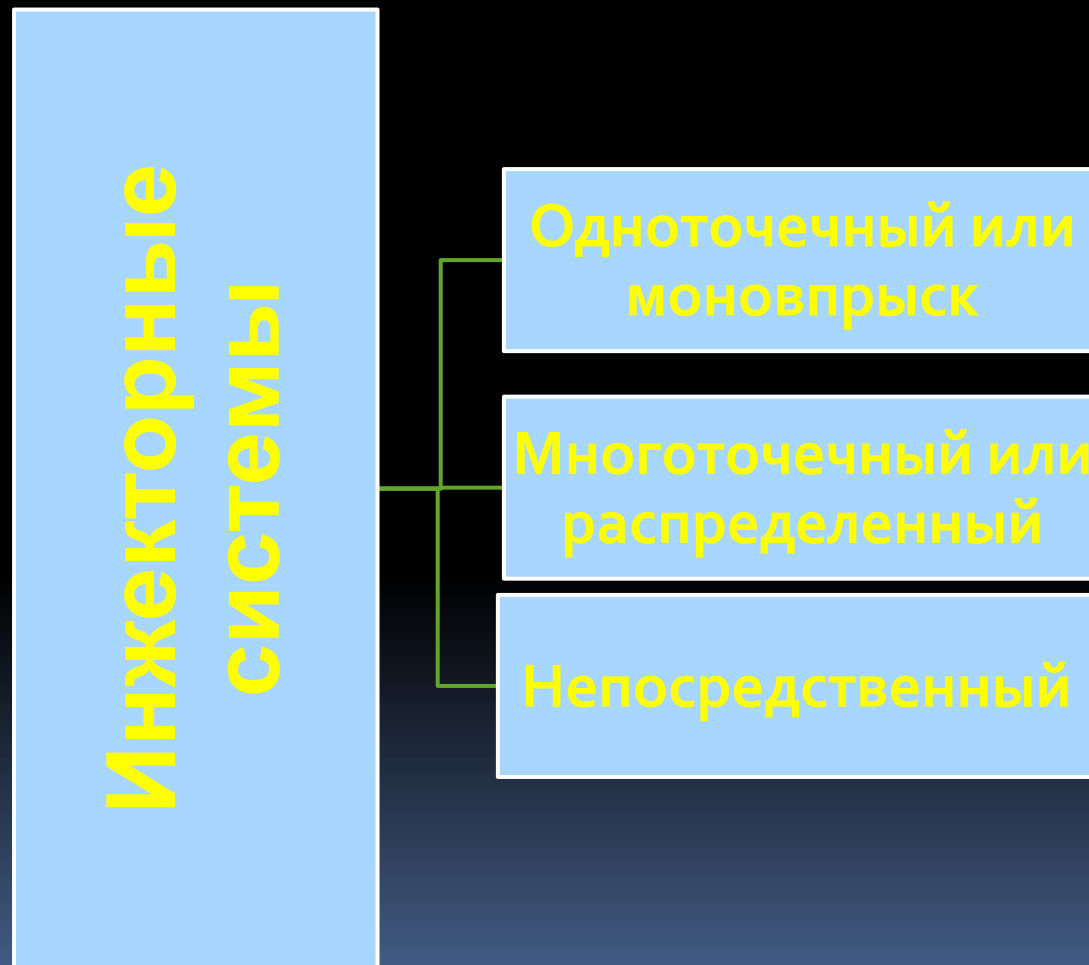 Инжекторные
системы
Одноточечный или
моновпрыск
Многоточечный или
распределенный
Непосредственный